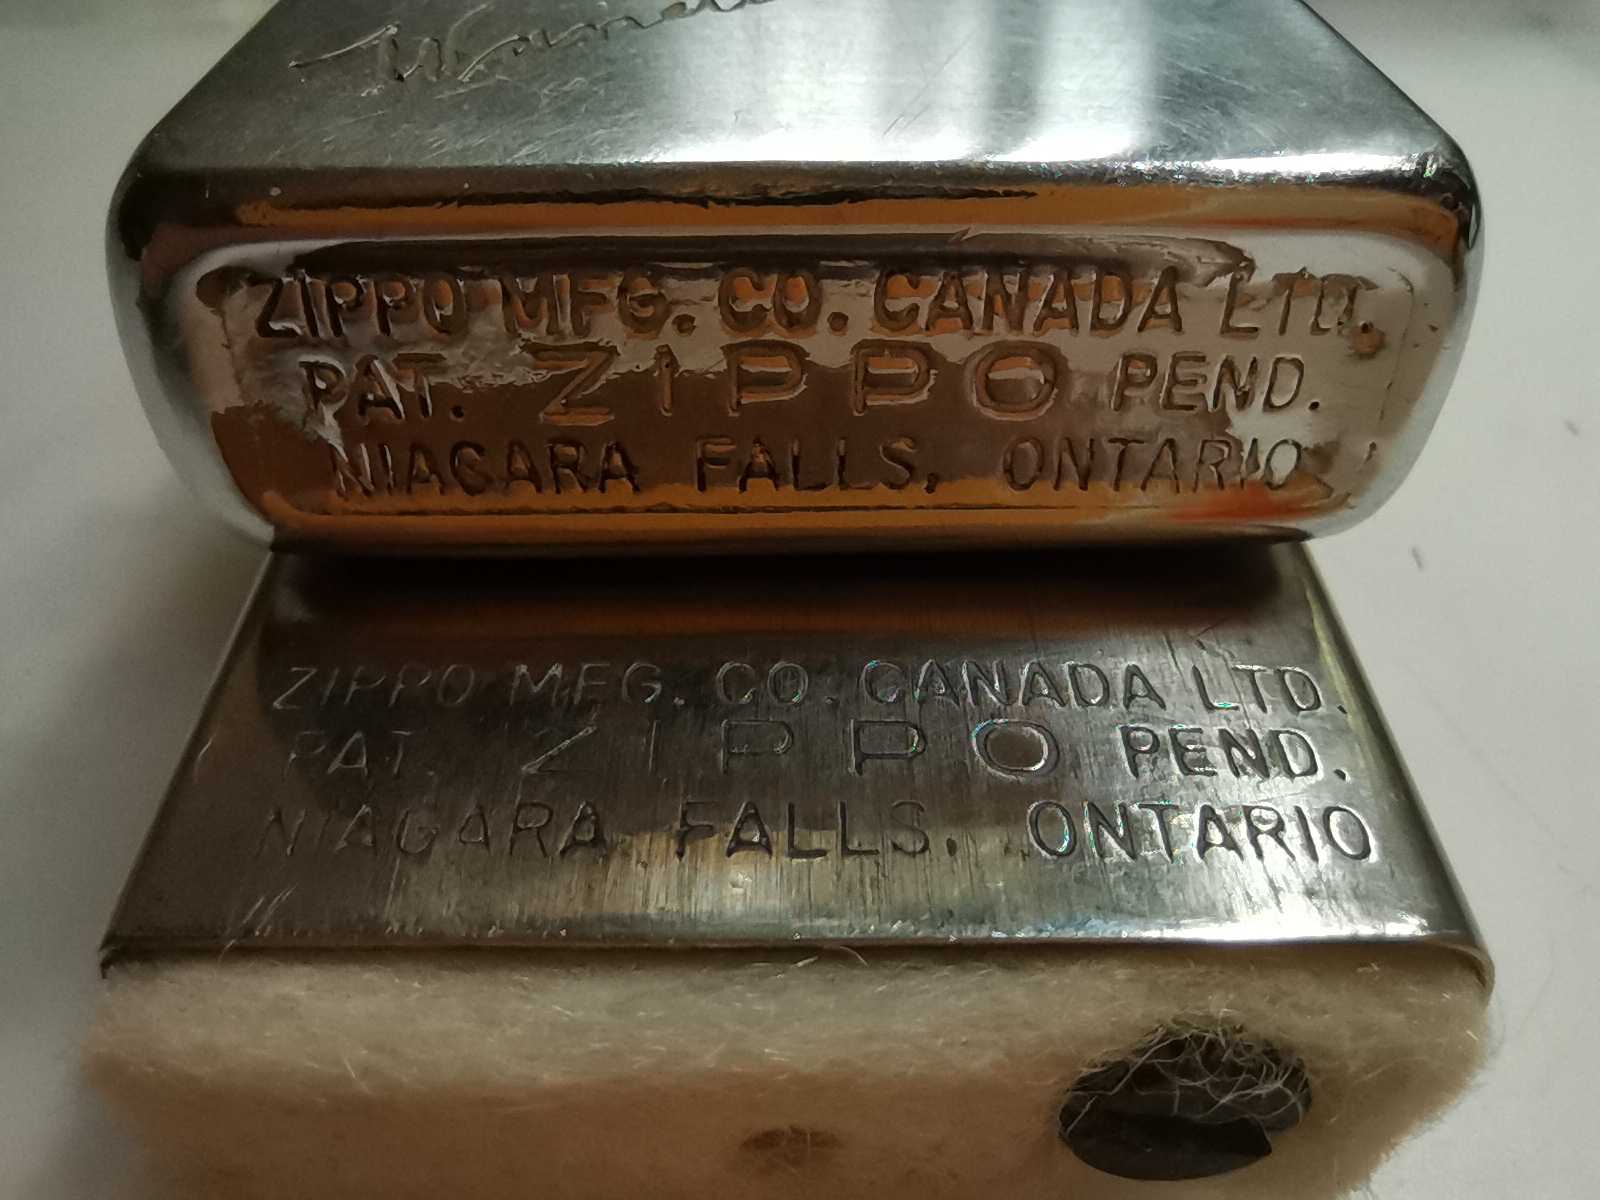 ZIPPO MFG. CO. CANADA LTD.
PAT. ZIPPO PEND.
NIAGARA FALLS, ONTARIO
ZIPPO MFG. CO. CANADA LTD.
PAT. ZIPPO PEND.
NIAGARA FALLS, ONTARIO